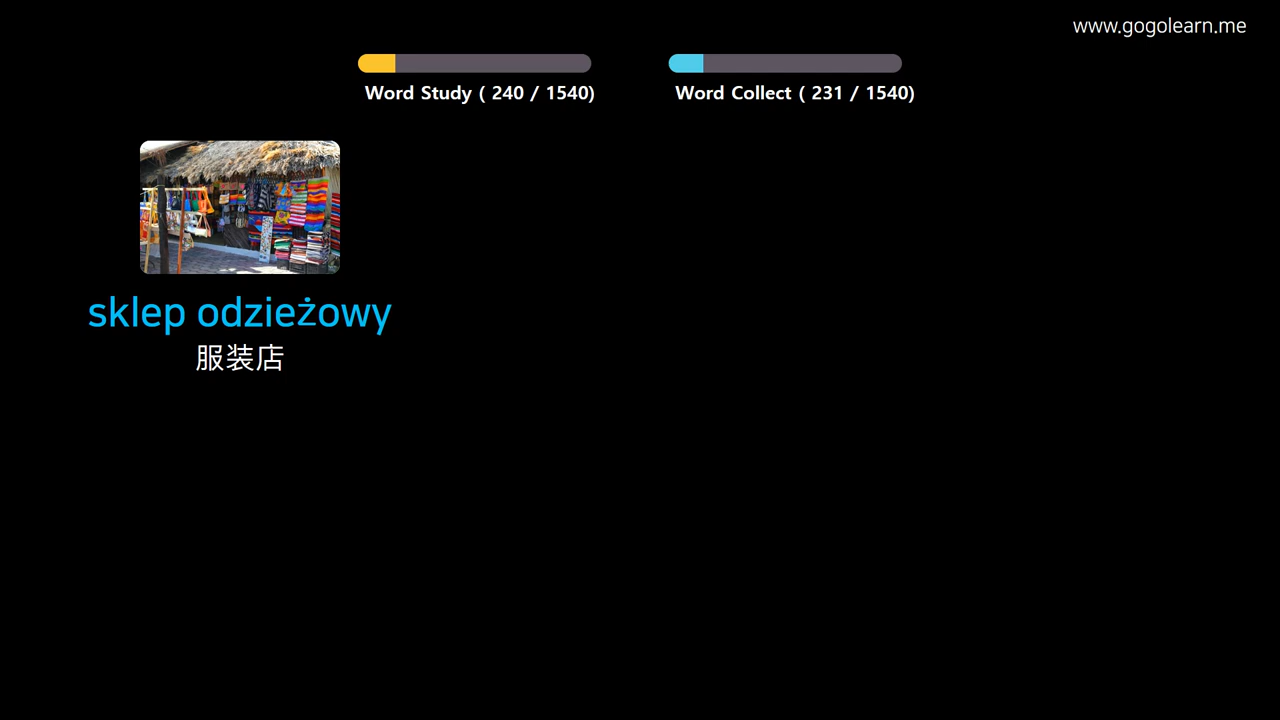 www.gogolearn.me
Word Study ( 240 / 1540)
Word Collect ( 231 / 1540)
sklep odzieżowy
服装店